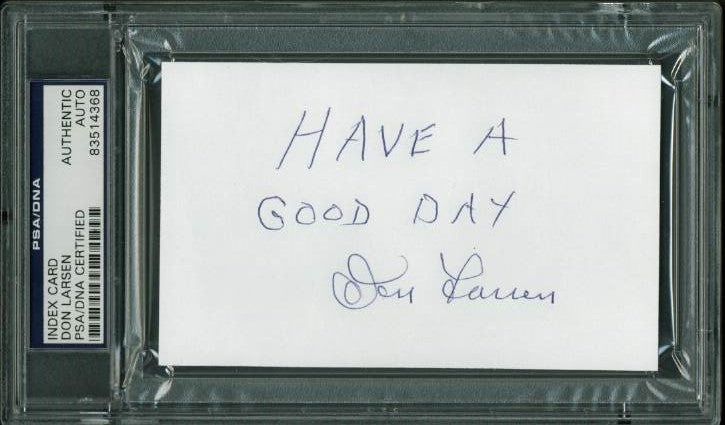 HAVE A
GOOD DAY
Don Larsen
PSA/DNA
INDEX CARD
DON LARSEN
PSA/DNA CERTIFIED
AUTHENTIC
AUTO
83514368